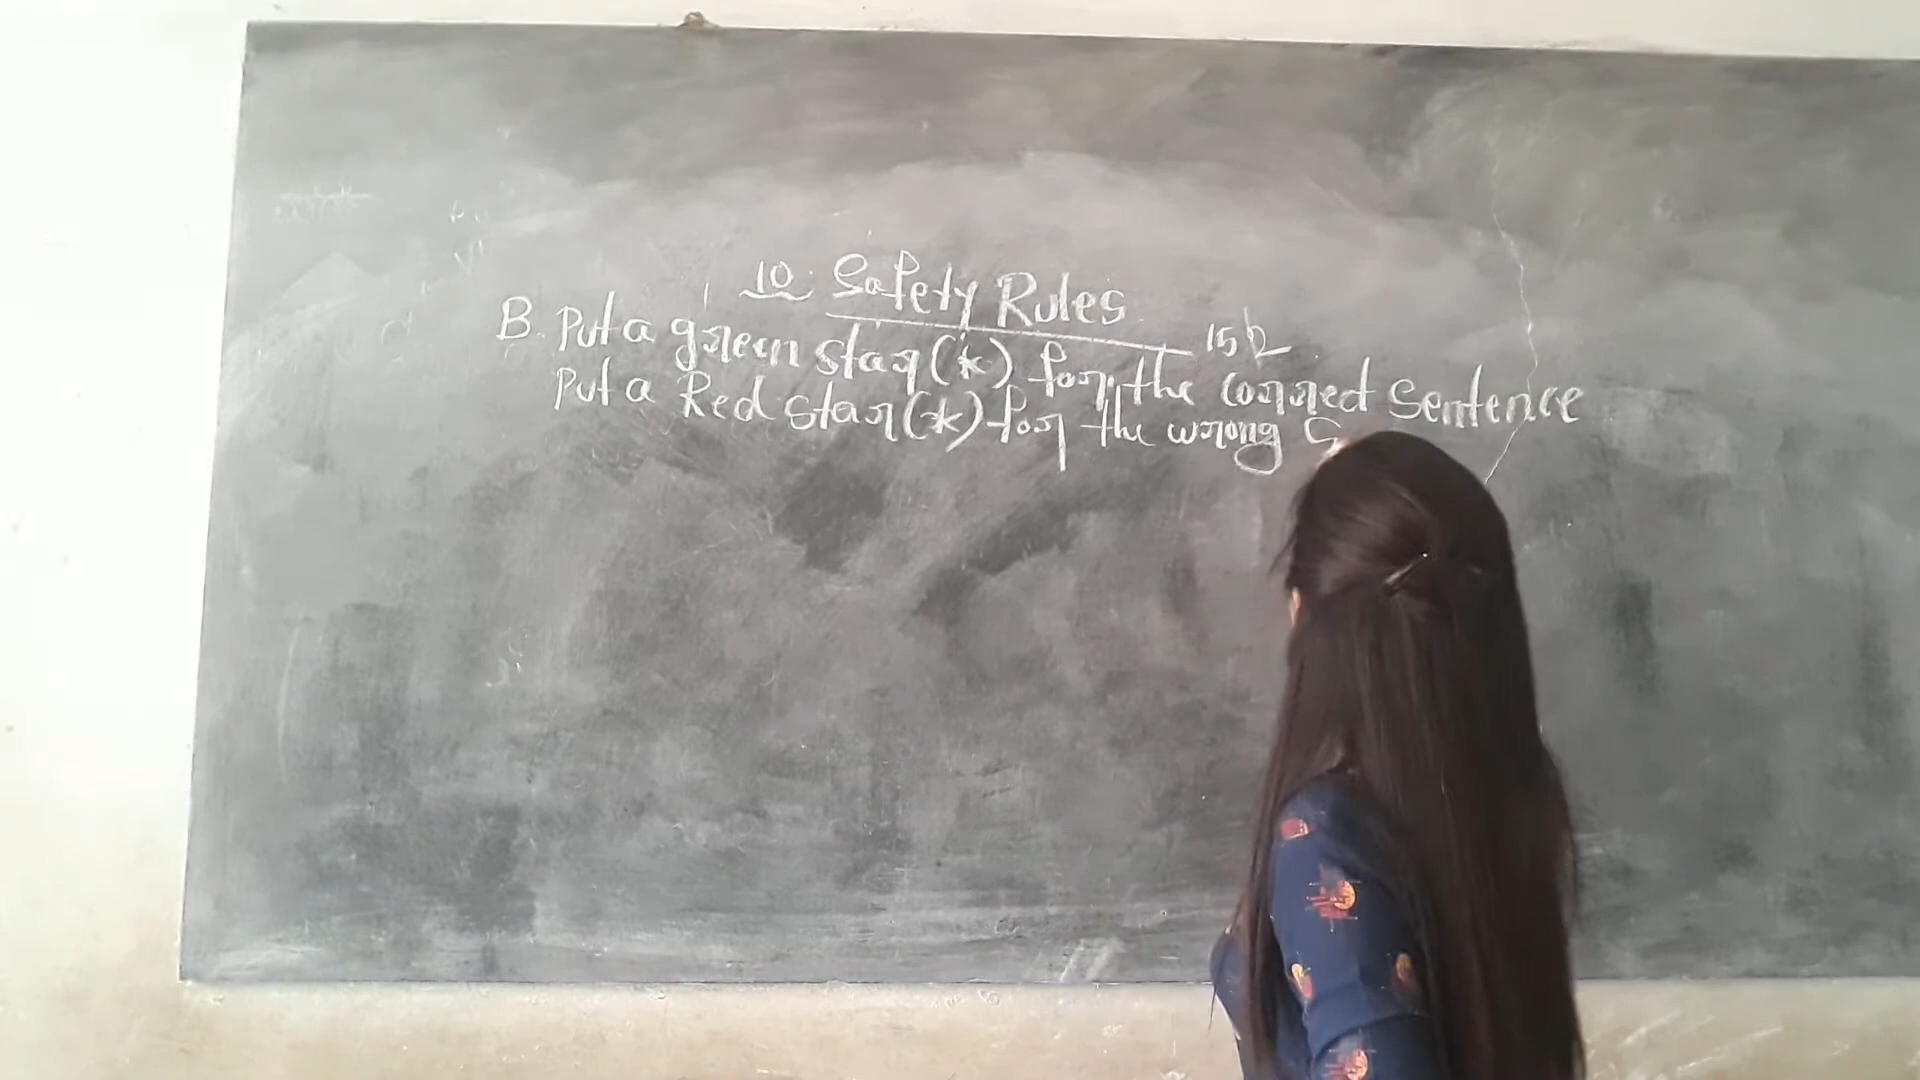 10. Safety Rules
B. Put a green star (*) for the correct Sentence
Put a Red star (*) for the wrong S